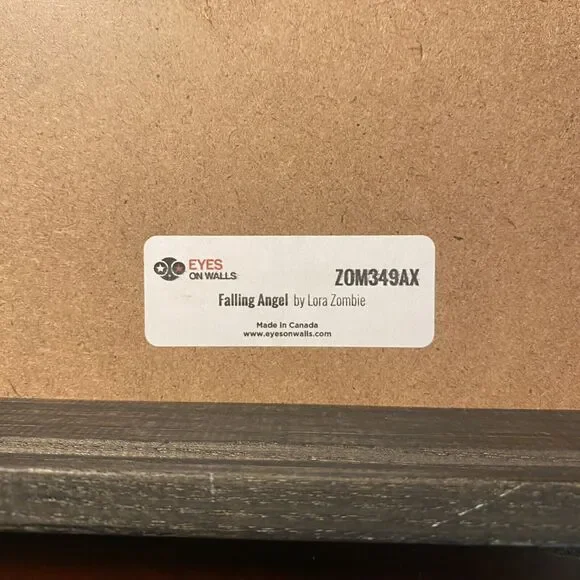 EYES
ON WALLS
ZOM349AX
Falling Angel by Lora Zombie
Made in Canada
www.eyesonwalls.com